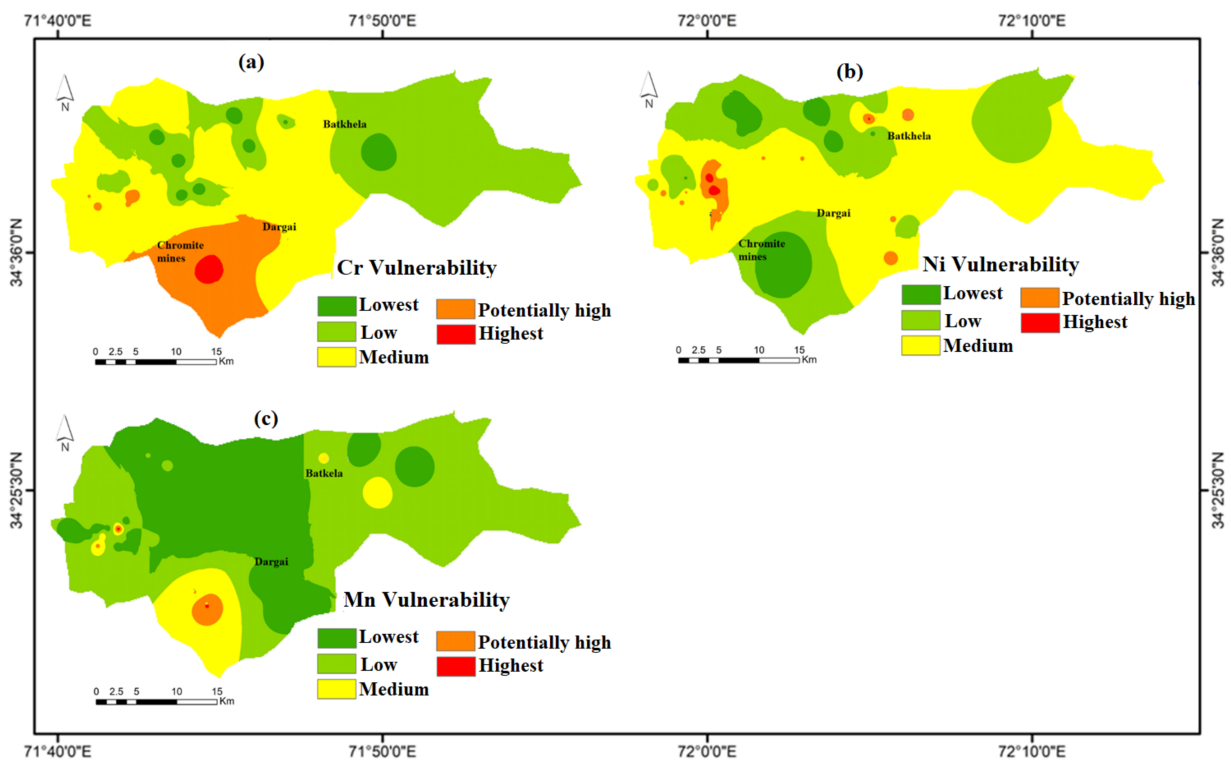 71°40'0"E 71°50'0"E 72°0'0"E 72°10'0"E
(a)
N
Batkhela
Dargai
Chromite
mines
Cr Vulnerability
Lowest
Low
Medium
Potentially high
Highest
0 2.5 5 10 15
Km
(b)
N
Batkhela
Dargai
Chromite
mines
Ni Vulnerability
Lowest
Low
Medium
Potentially high
Highest
0 2.5 5 10 15
Km
34°36'0"N
34°36'0"N
(c)
N
Batkela
Dargai
Mn Vulnerability
Lowest
Low
Medium
Potentially high
Highest
0 2.5 5 10 15
Km
34°25'30"N
34°25'30"N
71°40'0"E 71°50'0"E 72°0'0"E 72°10'0"E